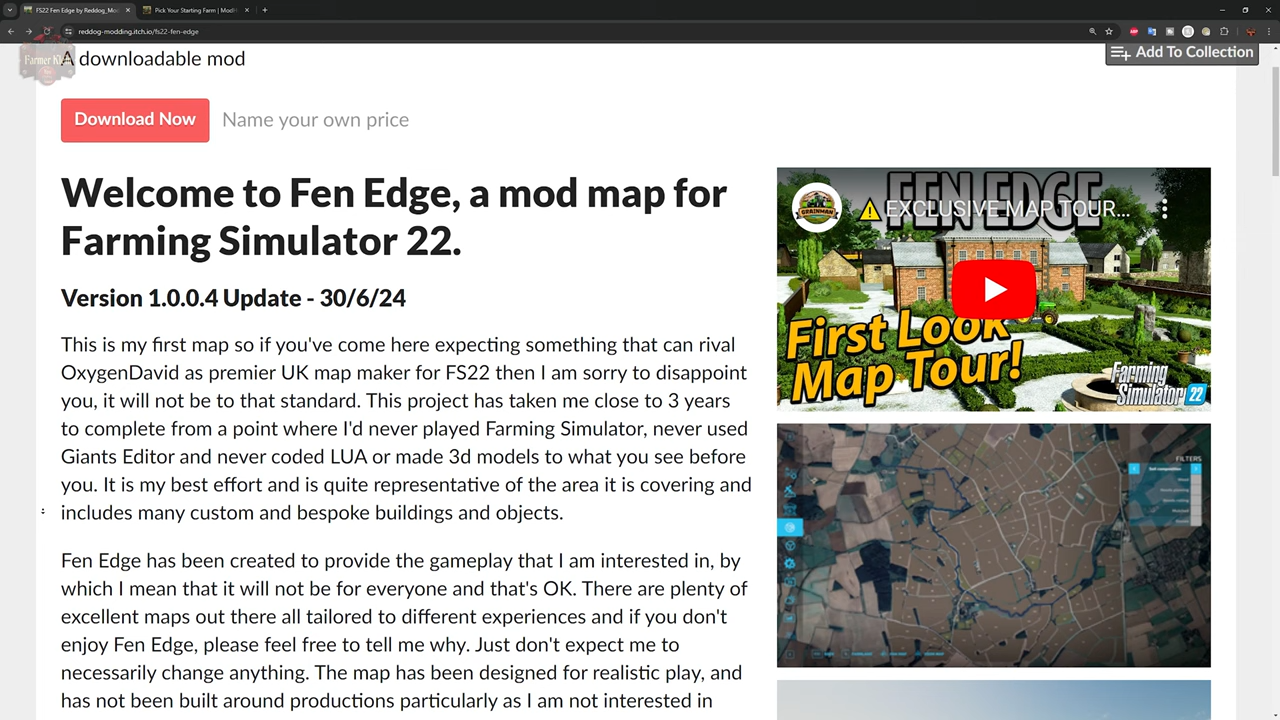 FS22 Fen Edge by Reddog_Mod
Pick Your Starting Farm | ModH
reddog-modding.itch.io/fs22-fen-edge
Farmer Klein
A downloadable mod
Add To Collection
Download Now
Name your own price
Welcome to Fen Edge, a mod map for
Farming Simulator 22.
Version 1.0.0.4 Update - 30/6/24
This is my first map so if you've come here expecting something that can rival
OxygenDavid as premier UK map maker for FS22 then I am sorry to disappoint
you, it will not be to that standard. This project has taken me close to 3 years
to complete from a point where I'd never played Farming Simulator, never used
Giants Editor and never coded LUA or made 3d models to what you see before
you. It is my best effort and is quite representative of the area it is covering and
includes many custom and bespoke buildings and objects.
Fen Edge has been created to provide the gameplay that I am interested in, by
which I mean that it will not be for everyone and that's OK. There are plenty of
excellent maps out there all tailored to different experiences and if you don't
enjoy Fen Edge, please feel free to tell me why. Just don't expect me to
necessarily change anything. The map has been designed for realistic play, and
has not been built around productions particularly as I am not interested in
FEN EDGE
GRAINMAN
⚠ EXCLUSIVE MAP TOUR...
First Look
Map Tour!
Farming
Simulator 22
FILTERS
Soil composition